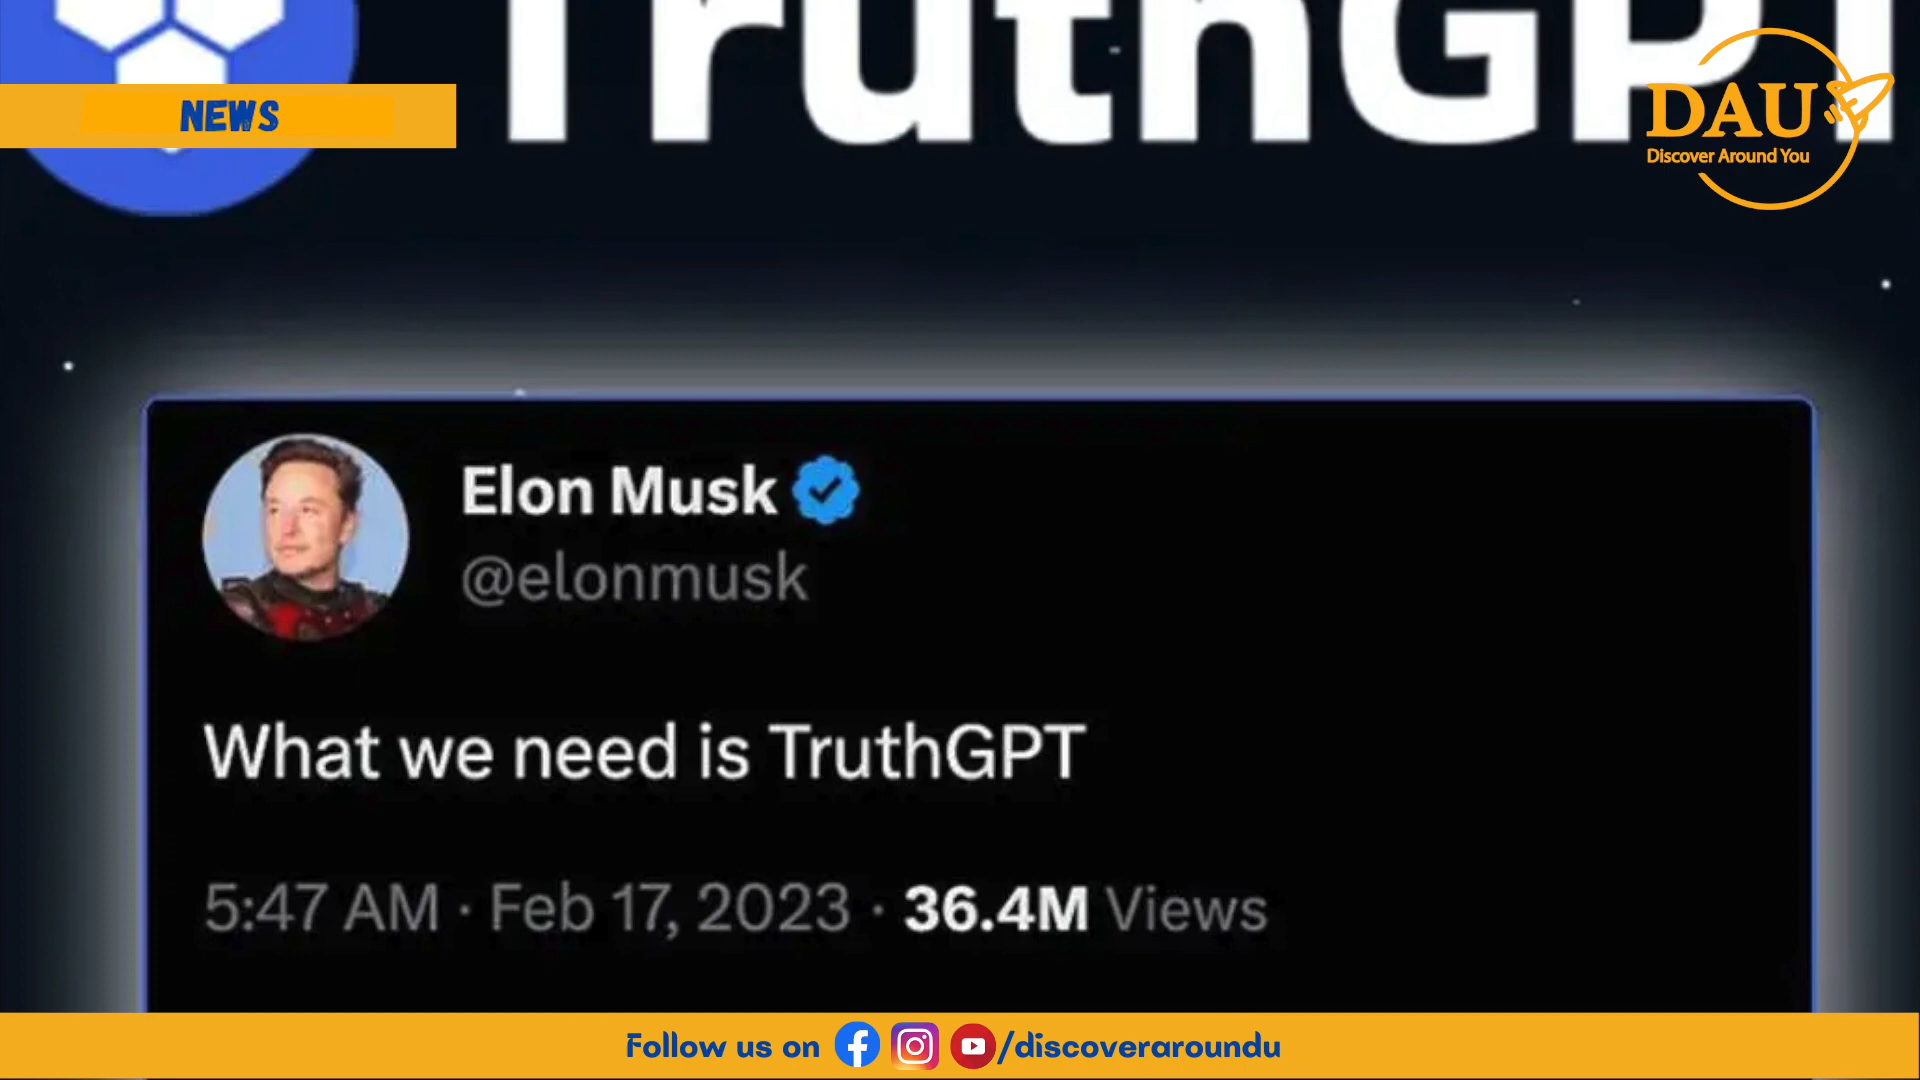 TruthGPT
NEWS
DAU
Discover Around You
Elon Musk
@elonmusk
What we need is TruthGPT
5:47 AM · Feb 17, 2023 · 36.4M Views
Follow us on /discoveraroundu